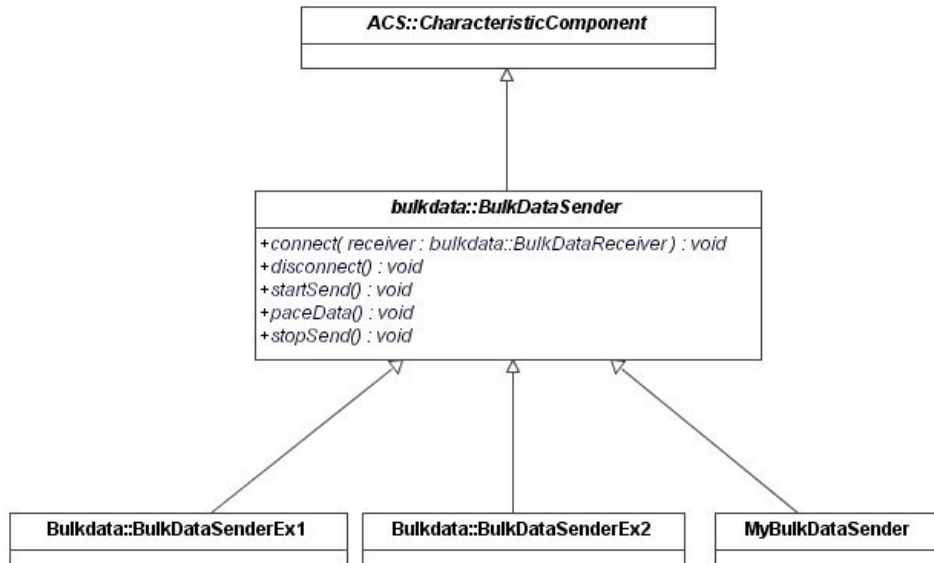 ACS::CharacteristicComponent
bulkdata::BulkDataSender
+connect( receiver : bulkdata::BulkDataReceiver ) : void
+disconnect() : void
+startSend() : void
+paceData() : void
+stopSend() : void
Bulkdata::BulkDataSenderEx1
Bulkdata::BulkDataSenderEx2
MyBulkDataSender